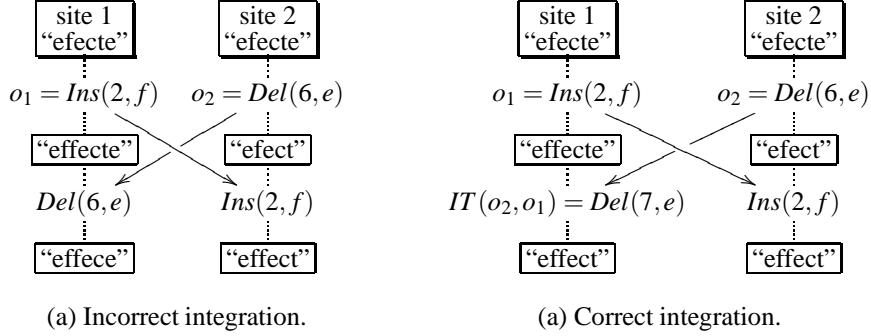 site 1
“efecte”
site 2
“efecte”
o1 = Ins(2, f)
o2 = Del(6, e)
“effecte”
“efect”
Del(6, e)
Ins(2, f)
“effece”
“effect”
(a) Incorrect integration.
site 1
“efecte”
site 2
“efecte”
o1 = Ins(2, f)
o2 = Del(6, e)
“effecte”
“efect”
IT(o2, o1) = Del(7, e)
Ins(2, f)
“effect”
“effect”
(a) Correct integration.